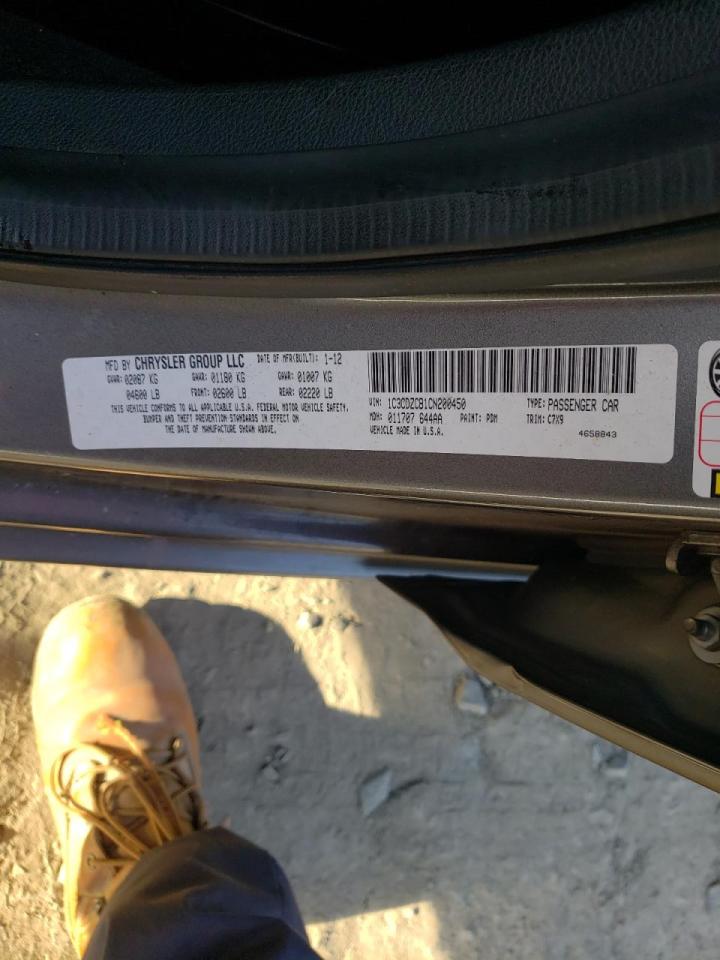 MFD BY CHRYSLER GROUP LLC DATE OF MFR(BUILT): 1-12
GVWR: 02087 KG GAWR: 01180 KG GAWR: 01007 KG
04600 LB FRONT: 02600 LB REAR: 02220 LB
THIS VEHICLE CONFORMS TO ALL APPLICABLE U.S.A. FEDERAL MOTOR VEHICLE SAFETY,
BUMPER AND THEFT PREVENTION STANDARDS IN EFFECT ON
THE DATE OF MANUFACTURE SHOWN ABOVE.
VIN: 1C3CDZCB1CN200450 TYPE: PASSENGER CAR
MDH: 011707 644AA PAINT: PDM TRIM: C7X9
VEHICLE MADE IN U.S.A. 4658843